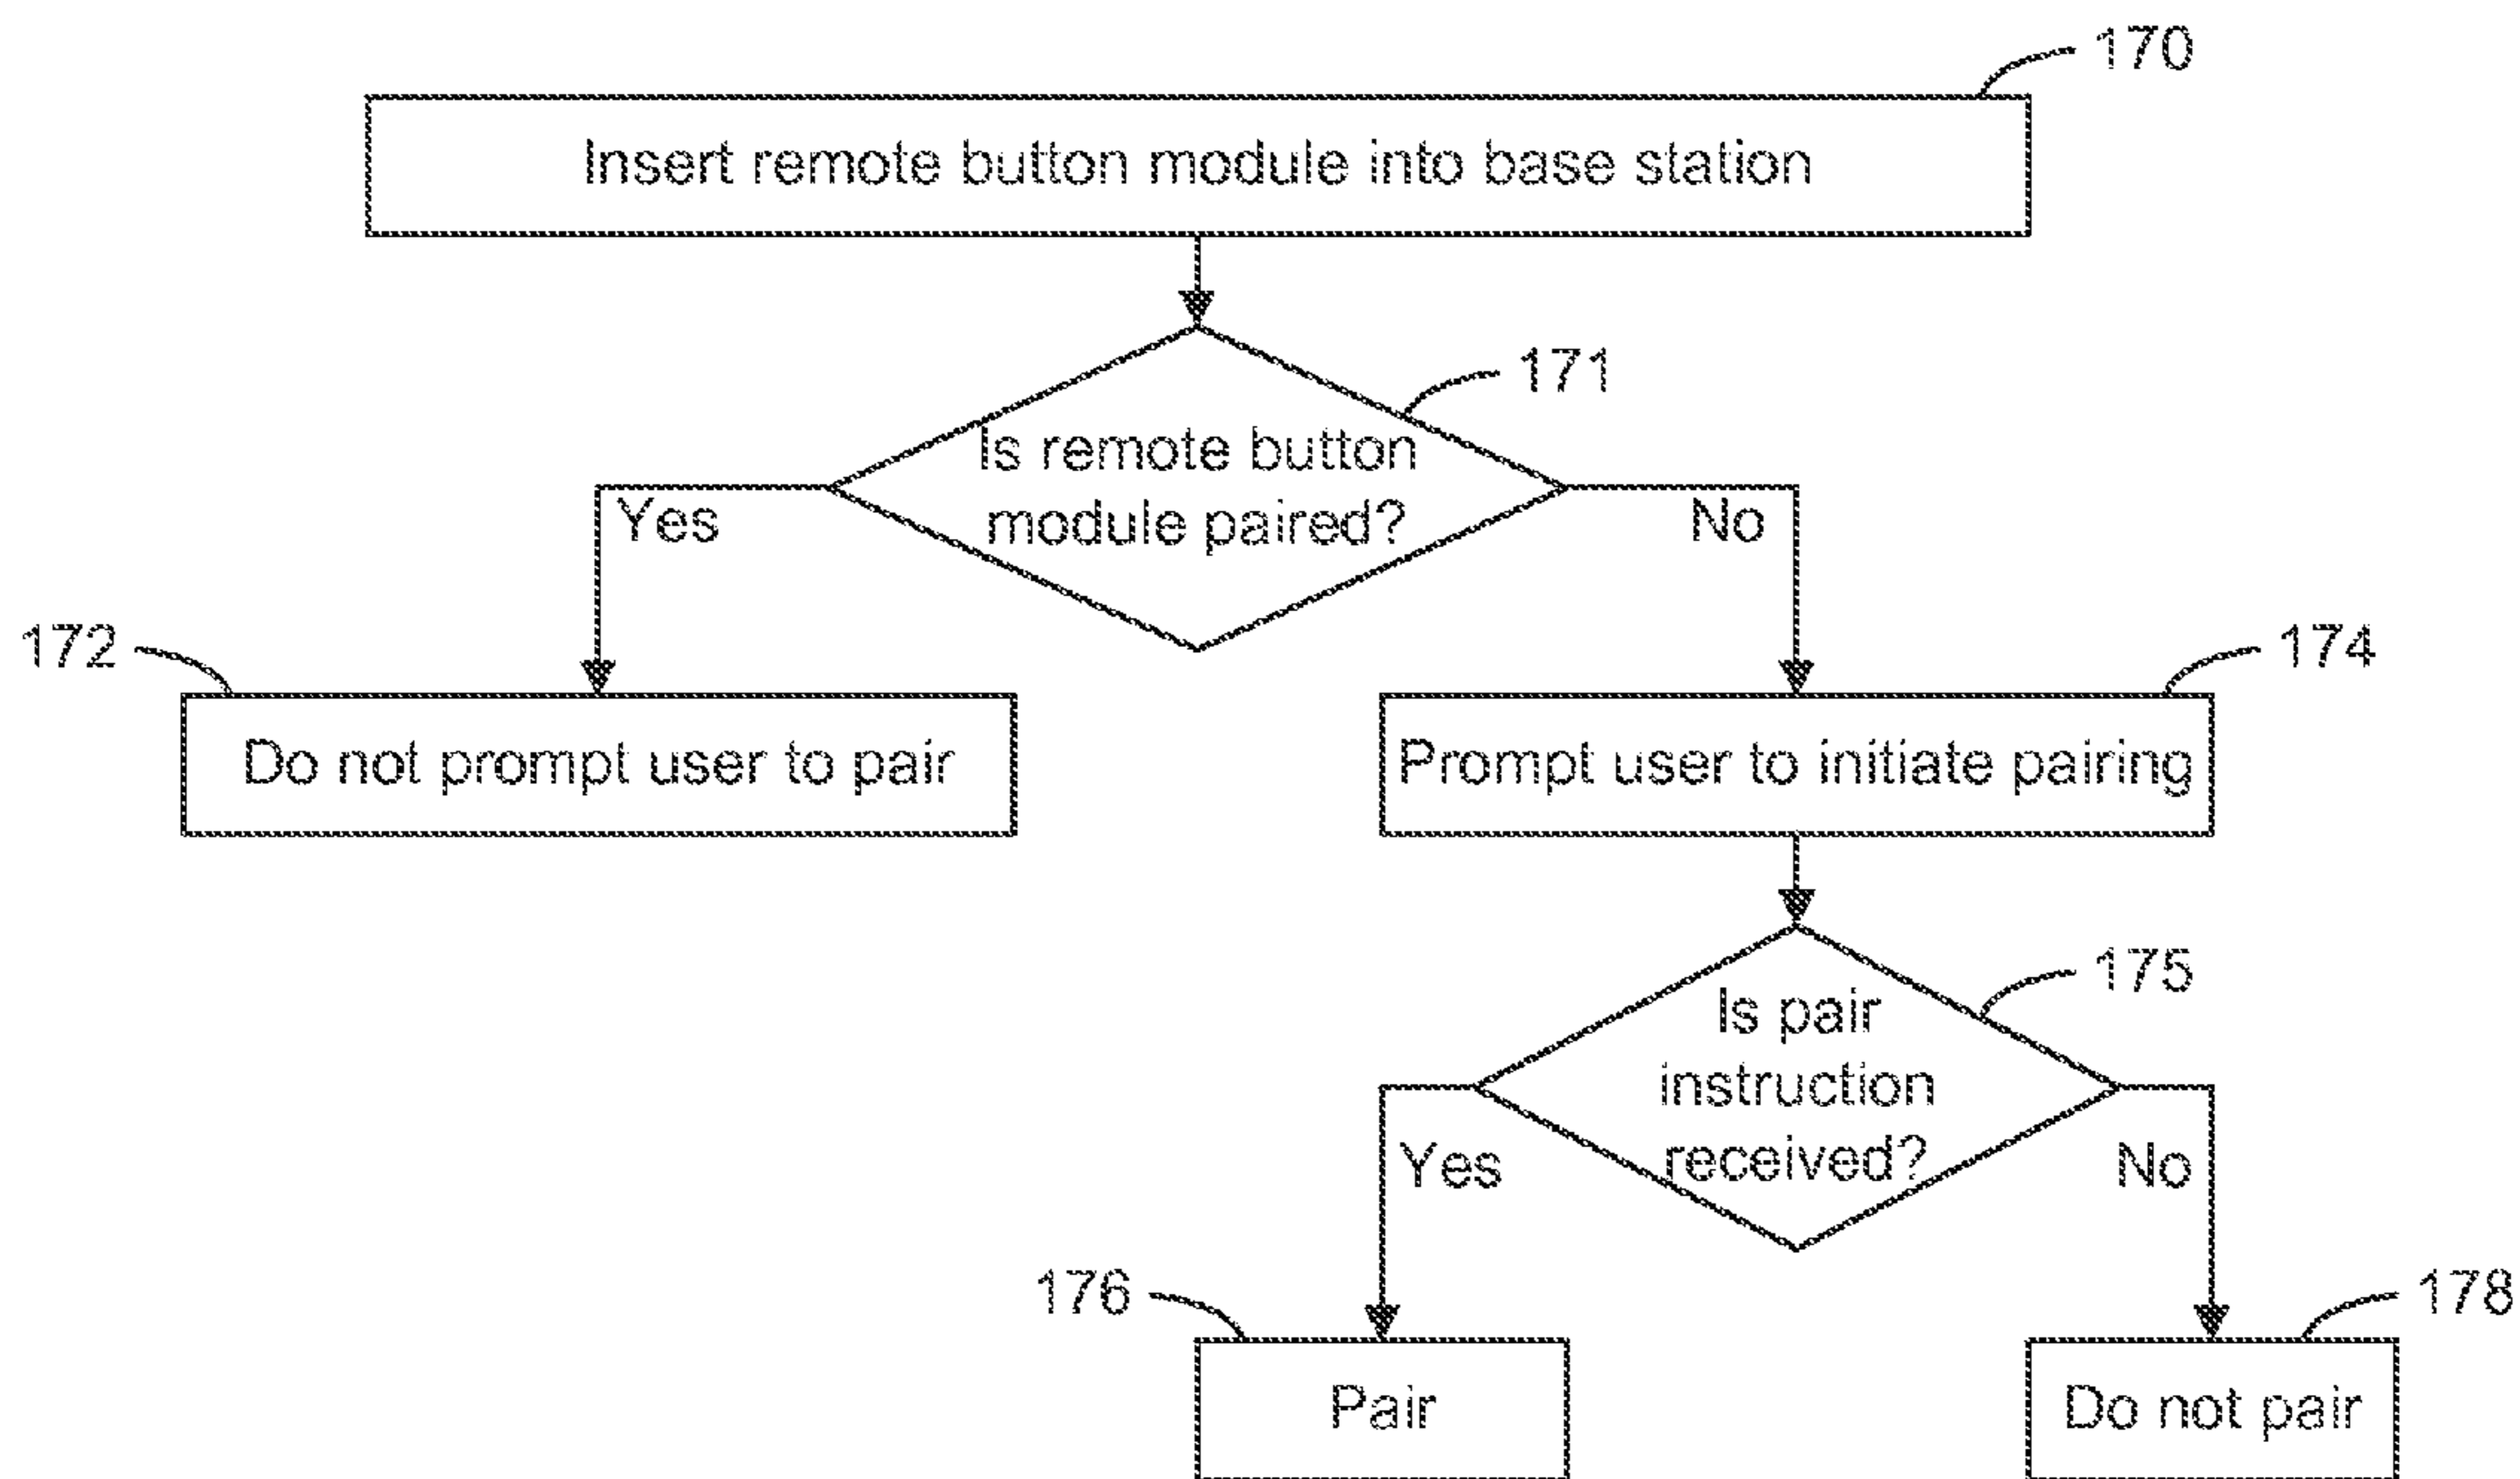 170
Insert remote button module into base station
171
Is remote button
module paired?
Yes
No
172
174
Do not prompt user to pair
Prompt user to initiate pairing
175
Is pair
instruction
received?
Yes
No
176
178
Pair
Do not pair